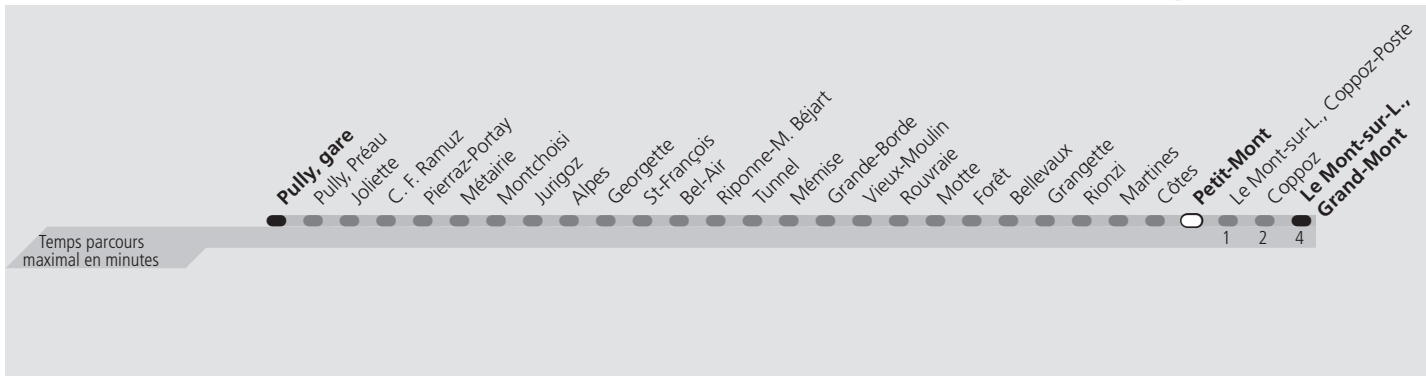 Pully, gare
Pully, Préau
Joliette
C. F. Ramuz
Pierraz-Portay
Métairie
Montchoisi
Jurigoz
Alpes
Georgette
St-François
Bel-Air
Riponne-M. Béjart
Tunnel
Mémise
Grande-Borde
Vieux-Moulin
Rouvraie
Motte
Forêt
Bellevaux
Grangette
Rionzi
Martines
Côtes
Petit-Mont
Le Mont-sur-L., Coppoz-Poste
Coppoz
Le Mont-sur-L.,
Grand-Mont
Temps parcours
maximal en minutes
1 2 4